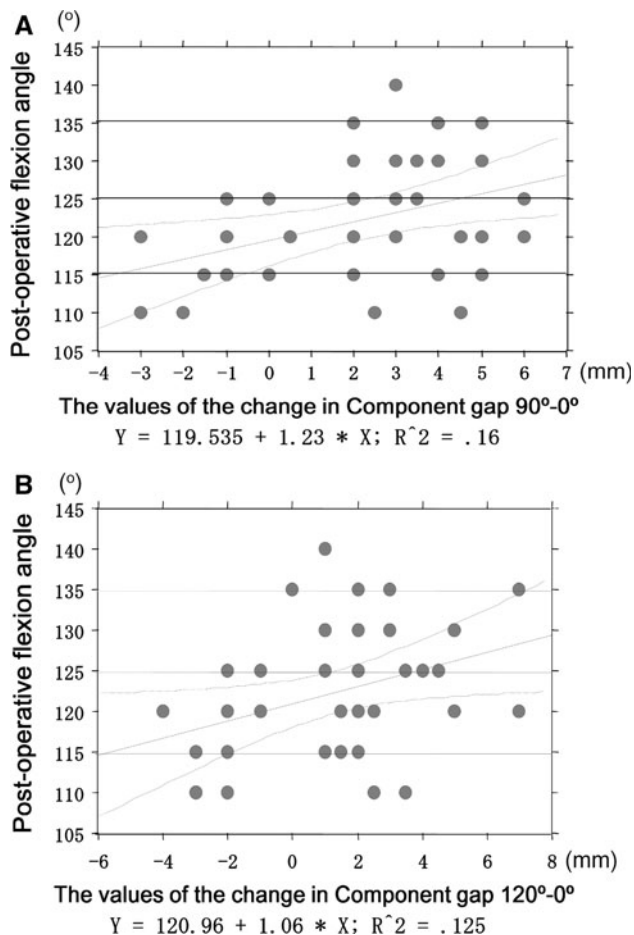 A (º)
Post-operative flexion angle
145
140
135
130
125
120
115
110
105
-4 -3 -2 -1 0 1 2 3 4 5 6 7 (mm)
The values of the change in Component gap 90º-0º
Y = 119.535 + 1.23 * X; R^2 = .16
B (º)
Post-operative flexion angle
145
140
135
130
125
120
115
110
105
-6 -4 -2 0 2 4 6 8 (mm)
The values of the change in Component gap 120º-0º
Y = 120.96 + 1.06 * X; R^2 = .125